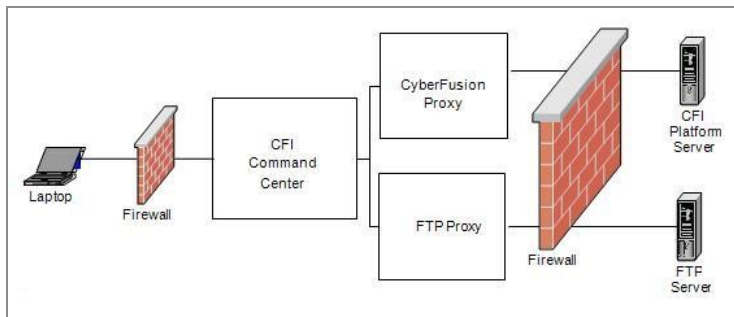 Laptop
Firewall
CFI
Command
Center
CyberFusion
Proxy
FTP Proxy
Firewall
CFI
Platform
Server
FTP
Server